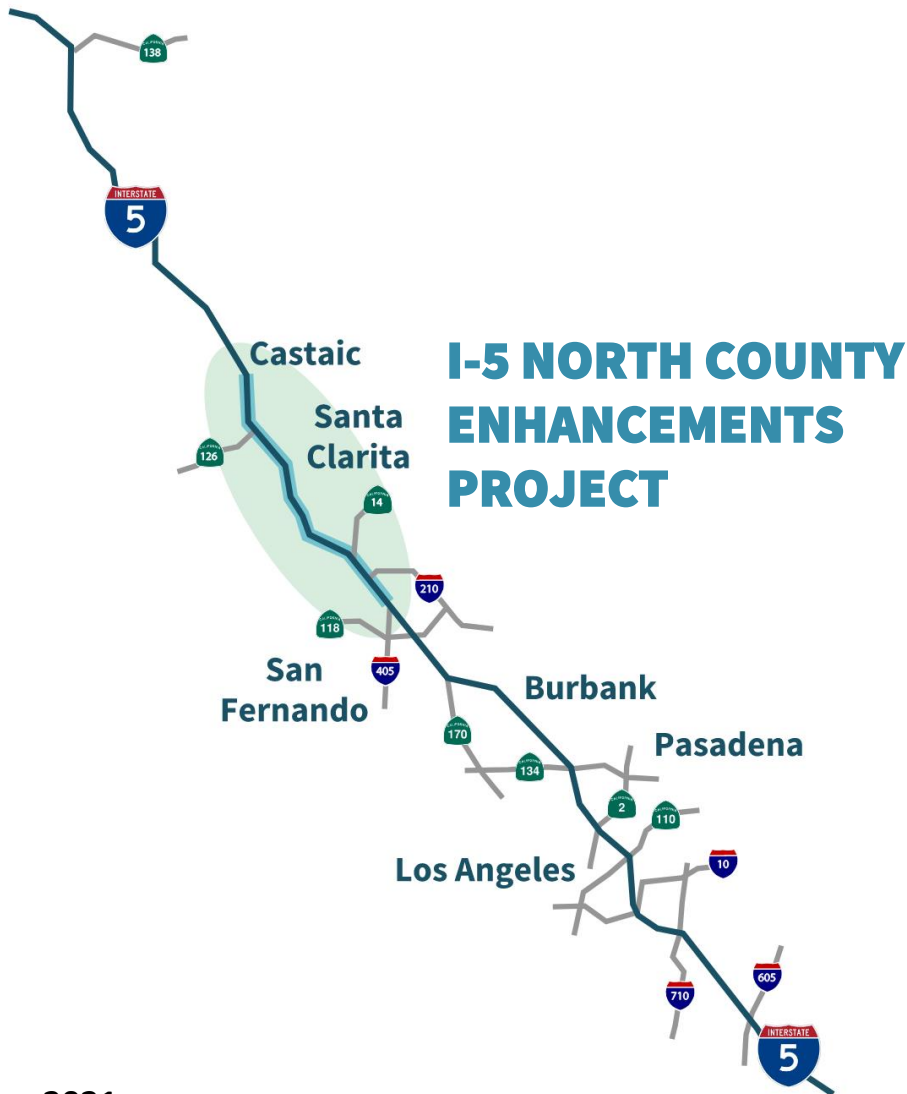 138
INTERSTATE
5
Castaic
I-5 NORTH COUNTY
ENHANCEMENTS
PROJECT
Santa
Clarita
126
14
210
118
San
Fernando
405
Burbank
170
Pasadena
134
2
110
Los Angeles
10
605
710
INTERSTATE
5